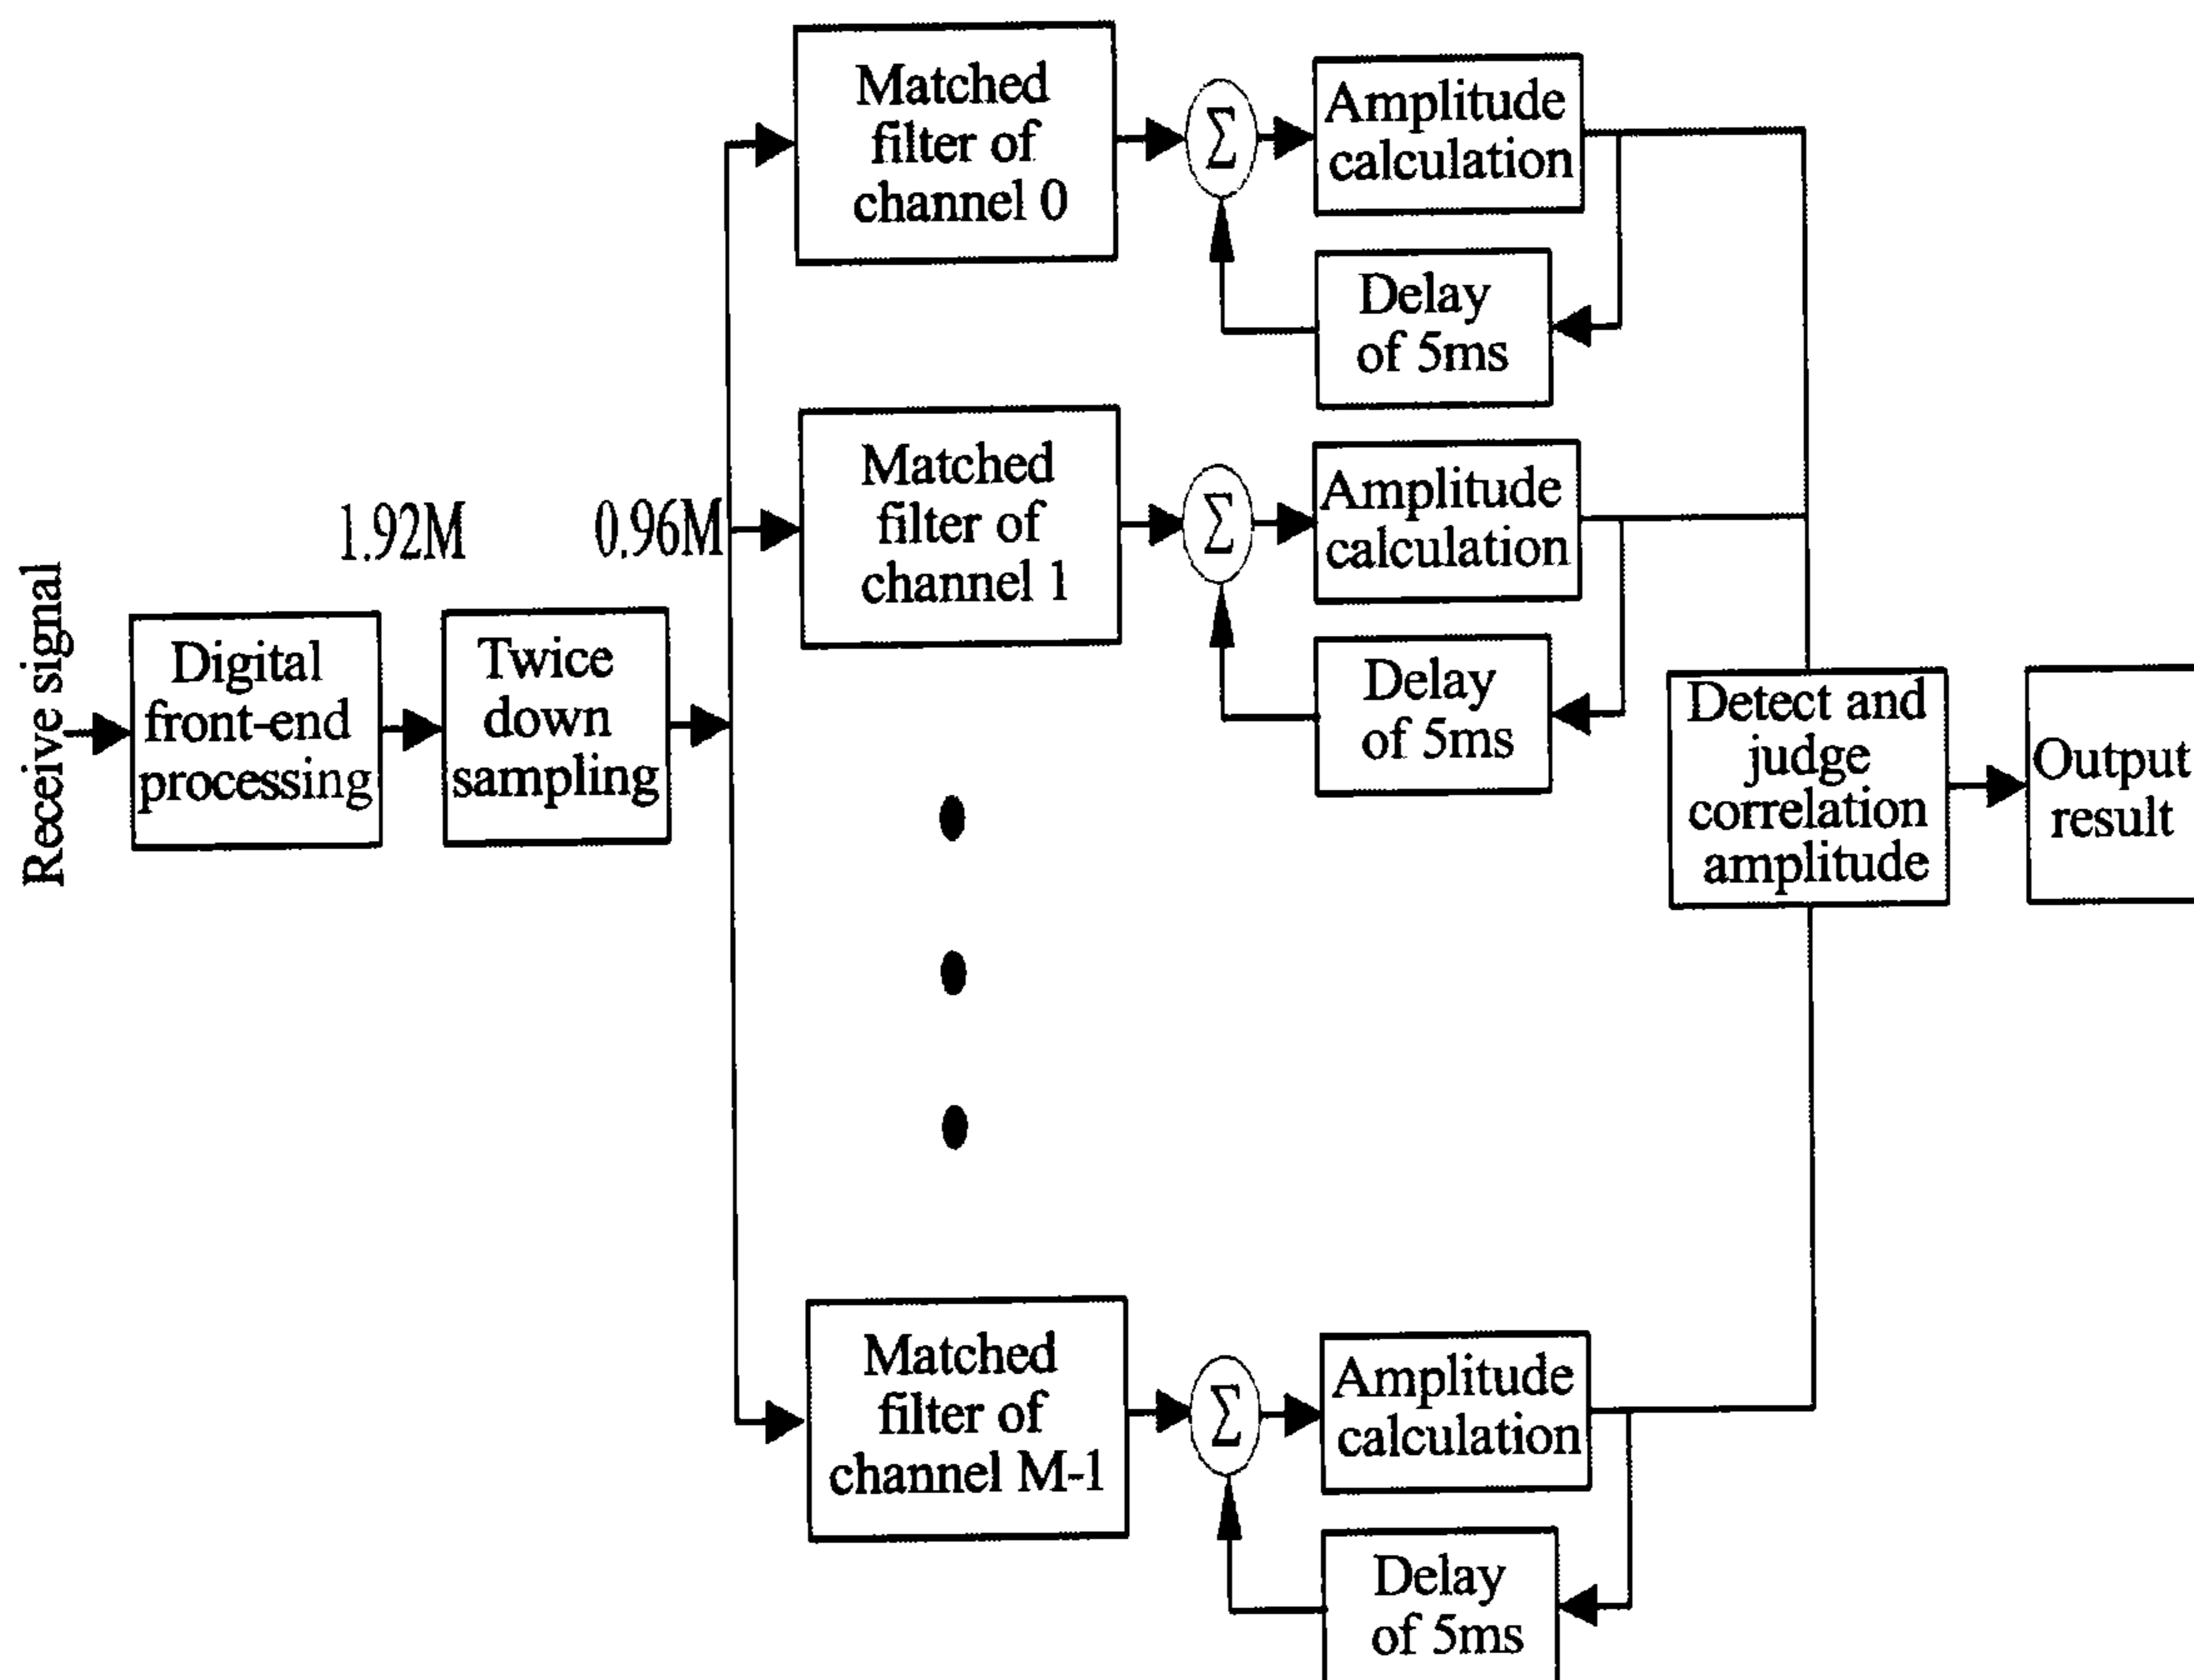 Receive signal
Digital
front-end
processing
1.92M
Twice
down
sampling
0.96M
Matched
filter of
channel 0
Σ
Amplitude
calculation
Delay
of 5ms
Matched
filter of
channel 1
Σ
Amplitude
calculation
Delay
of 5ms
Matched
filter of
channel M-1
Σ
Amplitude
calculation
Delay
of 5ms
Detect and
judge
correlation
amplitude
Output
result